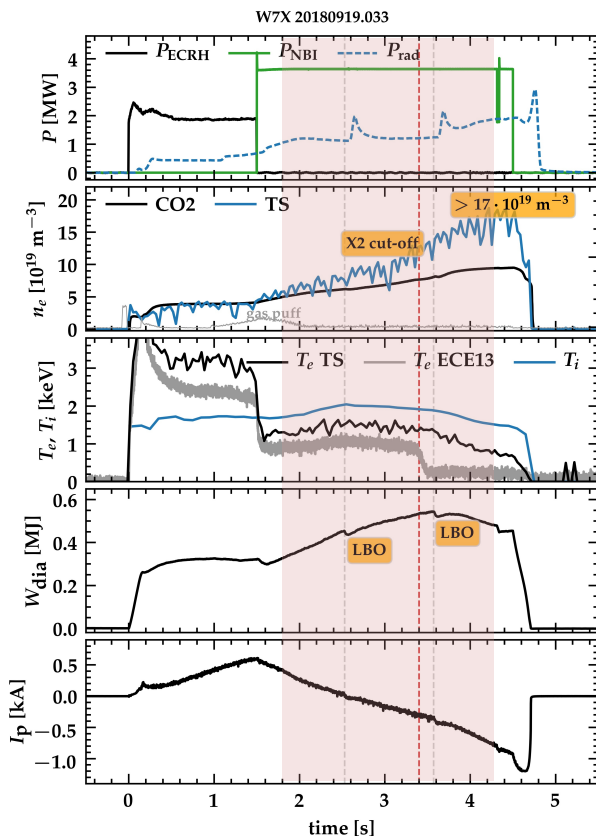 W7X 20180919.033
P_ECRH P_NBI P_rad
P [MW]
4
3
2
1
0
CO2 TS
> 17 · 10^19 m^−3
X2 cut-off
gas puff
n_e [10^19 m^−3]
20
15
10
5
0
T_e TS T_e ECE13 T_i
T_e, T_i [keV]
3
2
1
0
W_dia [MJ]
0.6
0.4
0.2
0.0
LBO
LBO
I_p [kA]
0.5
0.0
−0.5
−1.0
0 1 2 3 4 5
time [s]